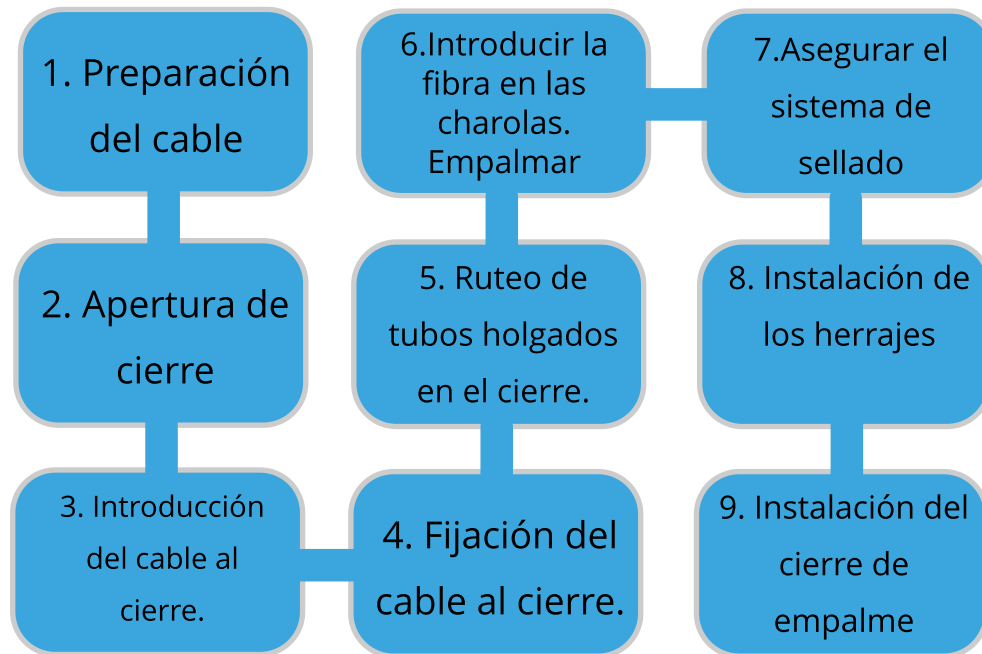 1. Preparación
del cable
2. Apertura de
cierre
3. Introducción
del cable al
cierre.
4. Fijación del
cable al cierre.
5. Ruteo de
tubos holgados
en el cierre.
6.Introducir la
fibra en las
charolas.
Empalmar
7.Asegurar el
sistema de
sellado
8. Instalación de
los herrajes
9. Instalación del
cierre de
empalme